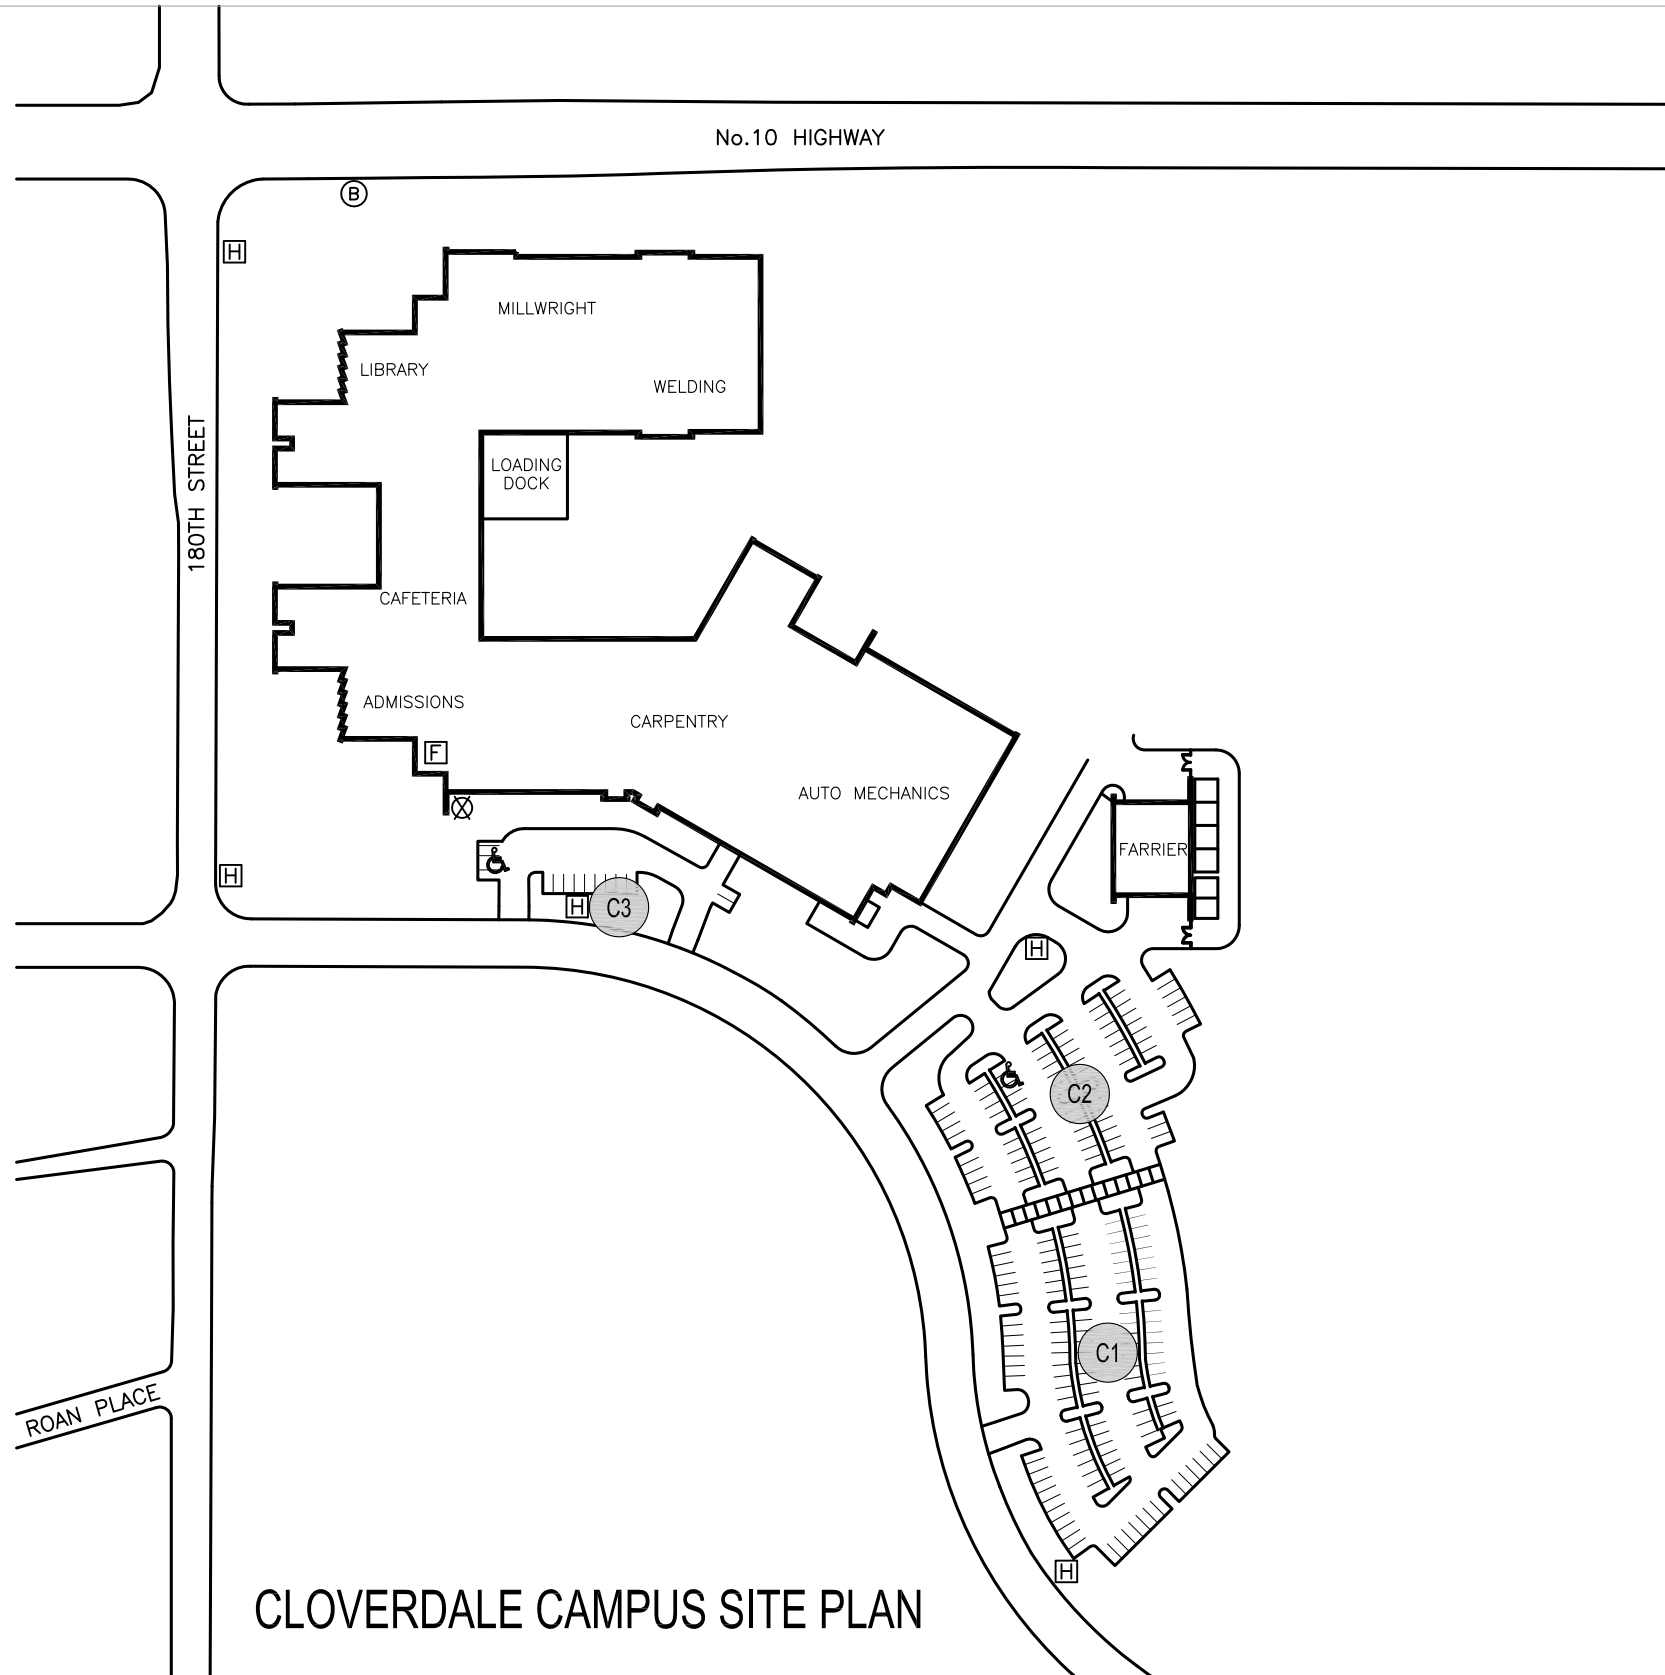 No.10 HIGHWAY
B
H
MILLWRIGHT
LIBRARY
WELDING
180TH STREET
LOADING
DOCK
CAFETERIA
ADMISSIONS
CARPENTRY
F
AUTO MECHANICS
FARRIER
H
H
C3
H
C2
C1
ROAN PLACE
H
CLOVERDALE CAMPUS SITE PLAN